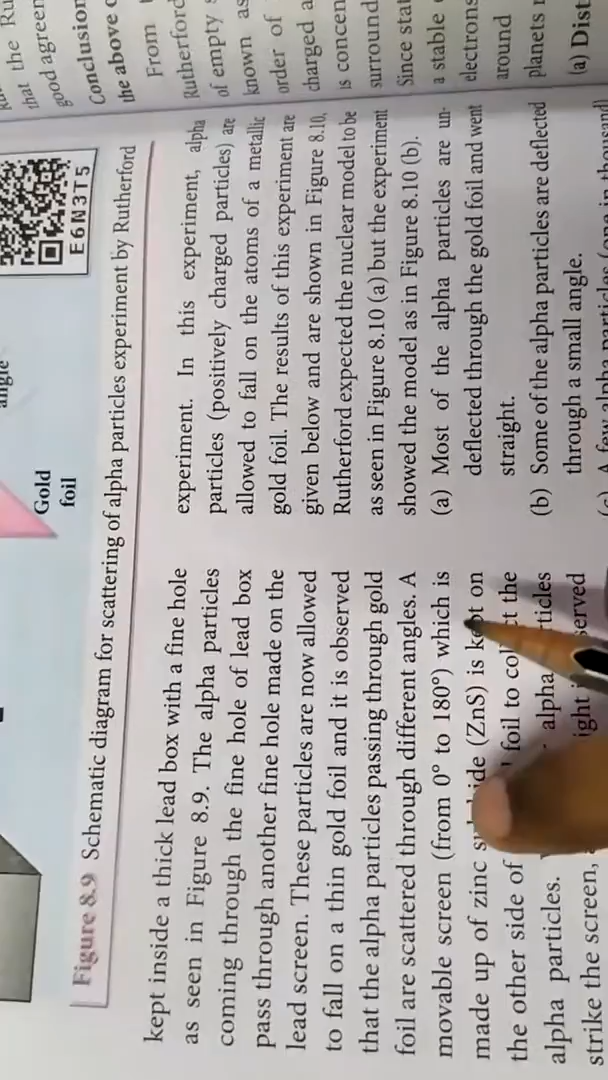 E6N3T5
angle
Gold
foil
Figure 8.9 Schematic diagram for scattering of alpha particles experiment by Rutherford
kept inside a thick lead box with a fine hole
as seen in Figure 8.9. The alpha particles
coming through the fine hole of lead box
pass through another fine hole made on the
lead screen. These particles are now allowed
to fall on a thin gold foil and it is observed
that the alpha particles passing through gold
foil are scattered through different angles. A
movable screen (from 0° to 180°) which is
made up of zinc (ZnS) is kept on
the other side of foil to the
alpha particles. alpha
strike the screen,
experiment. In this experiment, alpha
particles (positively charged particles) are
allowed to fall on the atoms of a metallic
gold foil. The results of this experiment are
given below and are shown in Figure 8.10,
Rutherford expected the nuclear model to be
as seen in Figure 8.10 (a) but the experiment
showed the model as in Figure 8.10 (b).
(a) Most of the alpha particles are un-
deflected through the gold foil and went
straight.
(b) Some of the alpha particles are deflected
through a small angle.
that the Ru
good agreen
Conclusion
the above
From
Rutherford
of empty
known as
order of
charged a
is concen
surround
Since stat
a stable
electrons
around
planets
(a) Dist